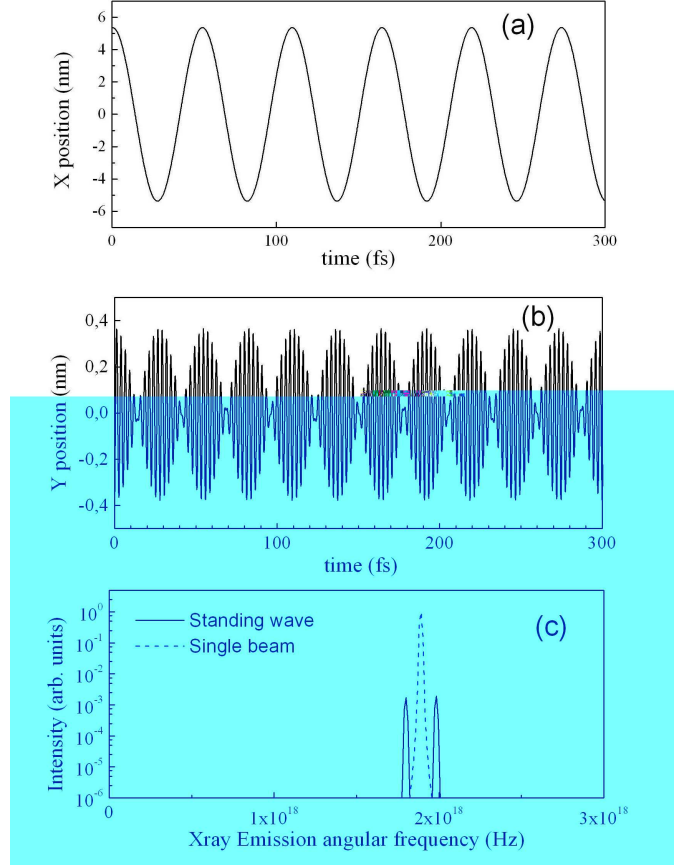 (a)
6
4
2
0
-2
-4
-6
X position (nm)
0 100 200 300
time (fs)
(b)
0,4
0,2
0,0
-0,2
-0,4
Y position (nm)
0 100 200 300
time (fs)
(c)
Standing wave
Single beam
10^0
10^-1
10^-2
10^-3
10^-4
10^-5
10^-6
Intensity (arb. units)
0 1x10^18 2x10^18 3x10^18
Xray Emission angular frequency (Hz)